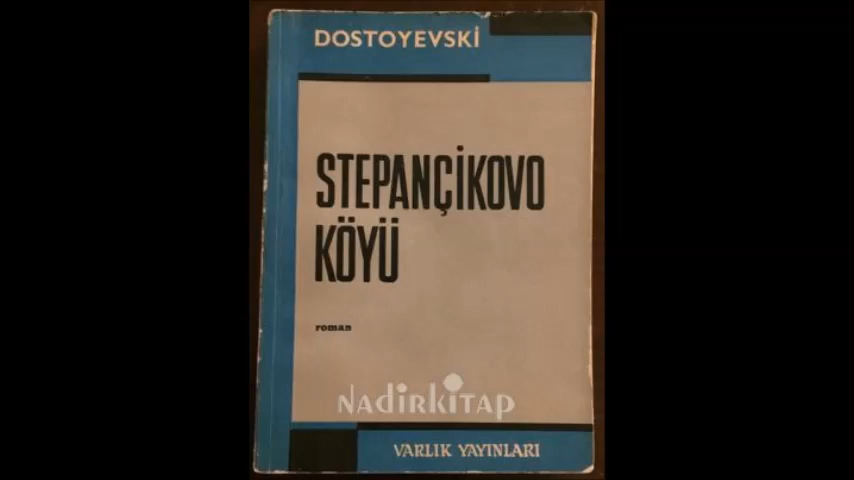 DOSTOYEVSKİ
STEPANÇİKOVO
KÖYÜ
roman
NadirKiTAP
VARLIK YAYINLARI